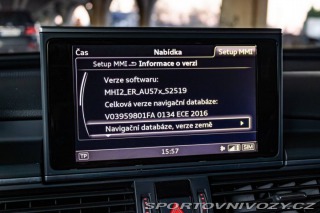 Čas Nabídka Setup MMI
Setup MMI Informace o verzi
Verze softwaru:
MHI2_ER_AU57x_S2519
Celková verze navigační databáze:
V03959801FA 0134 ECE 2016
Navigační databáze, verze země
TP 15:57 SIM
SPORTOVNIVOZY.CZ